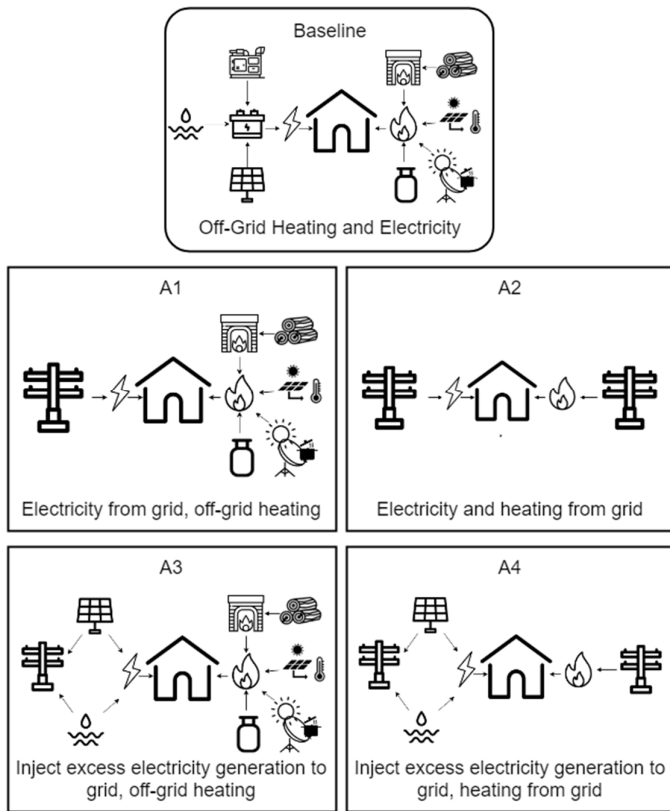 Baseline
Off-Grid Heating and Electricity
A1
Electricity from grid, off-grid heating
A2
Electricity and heating from grid
A3
Inject excess electricity generation to
grid, off-grid heating
A4
Inject excess electricity generation to
grid, heating from grid